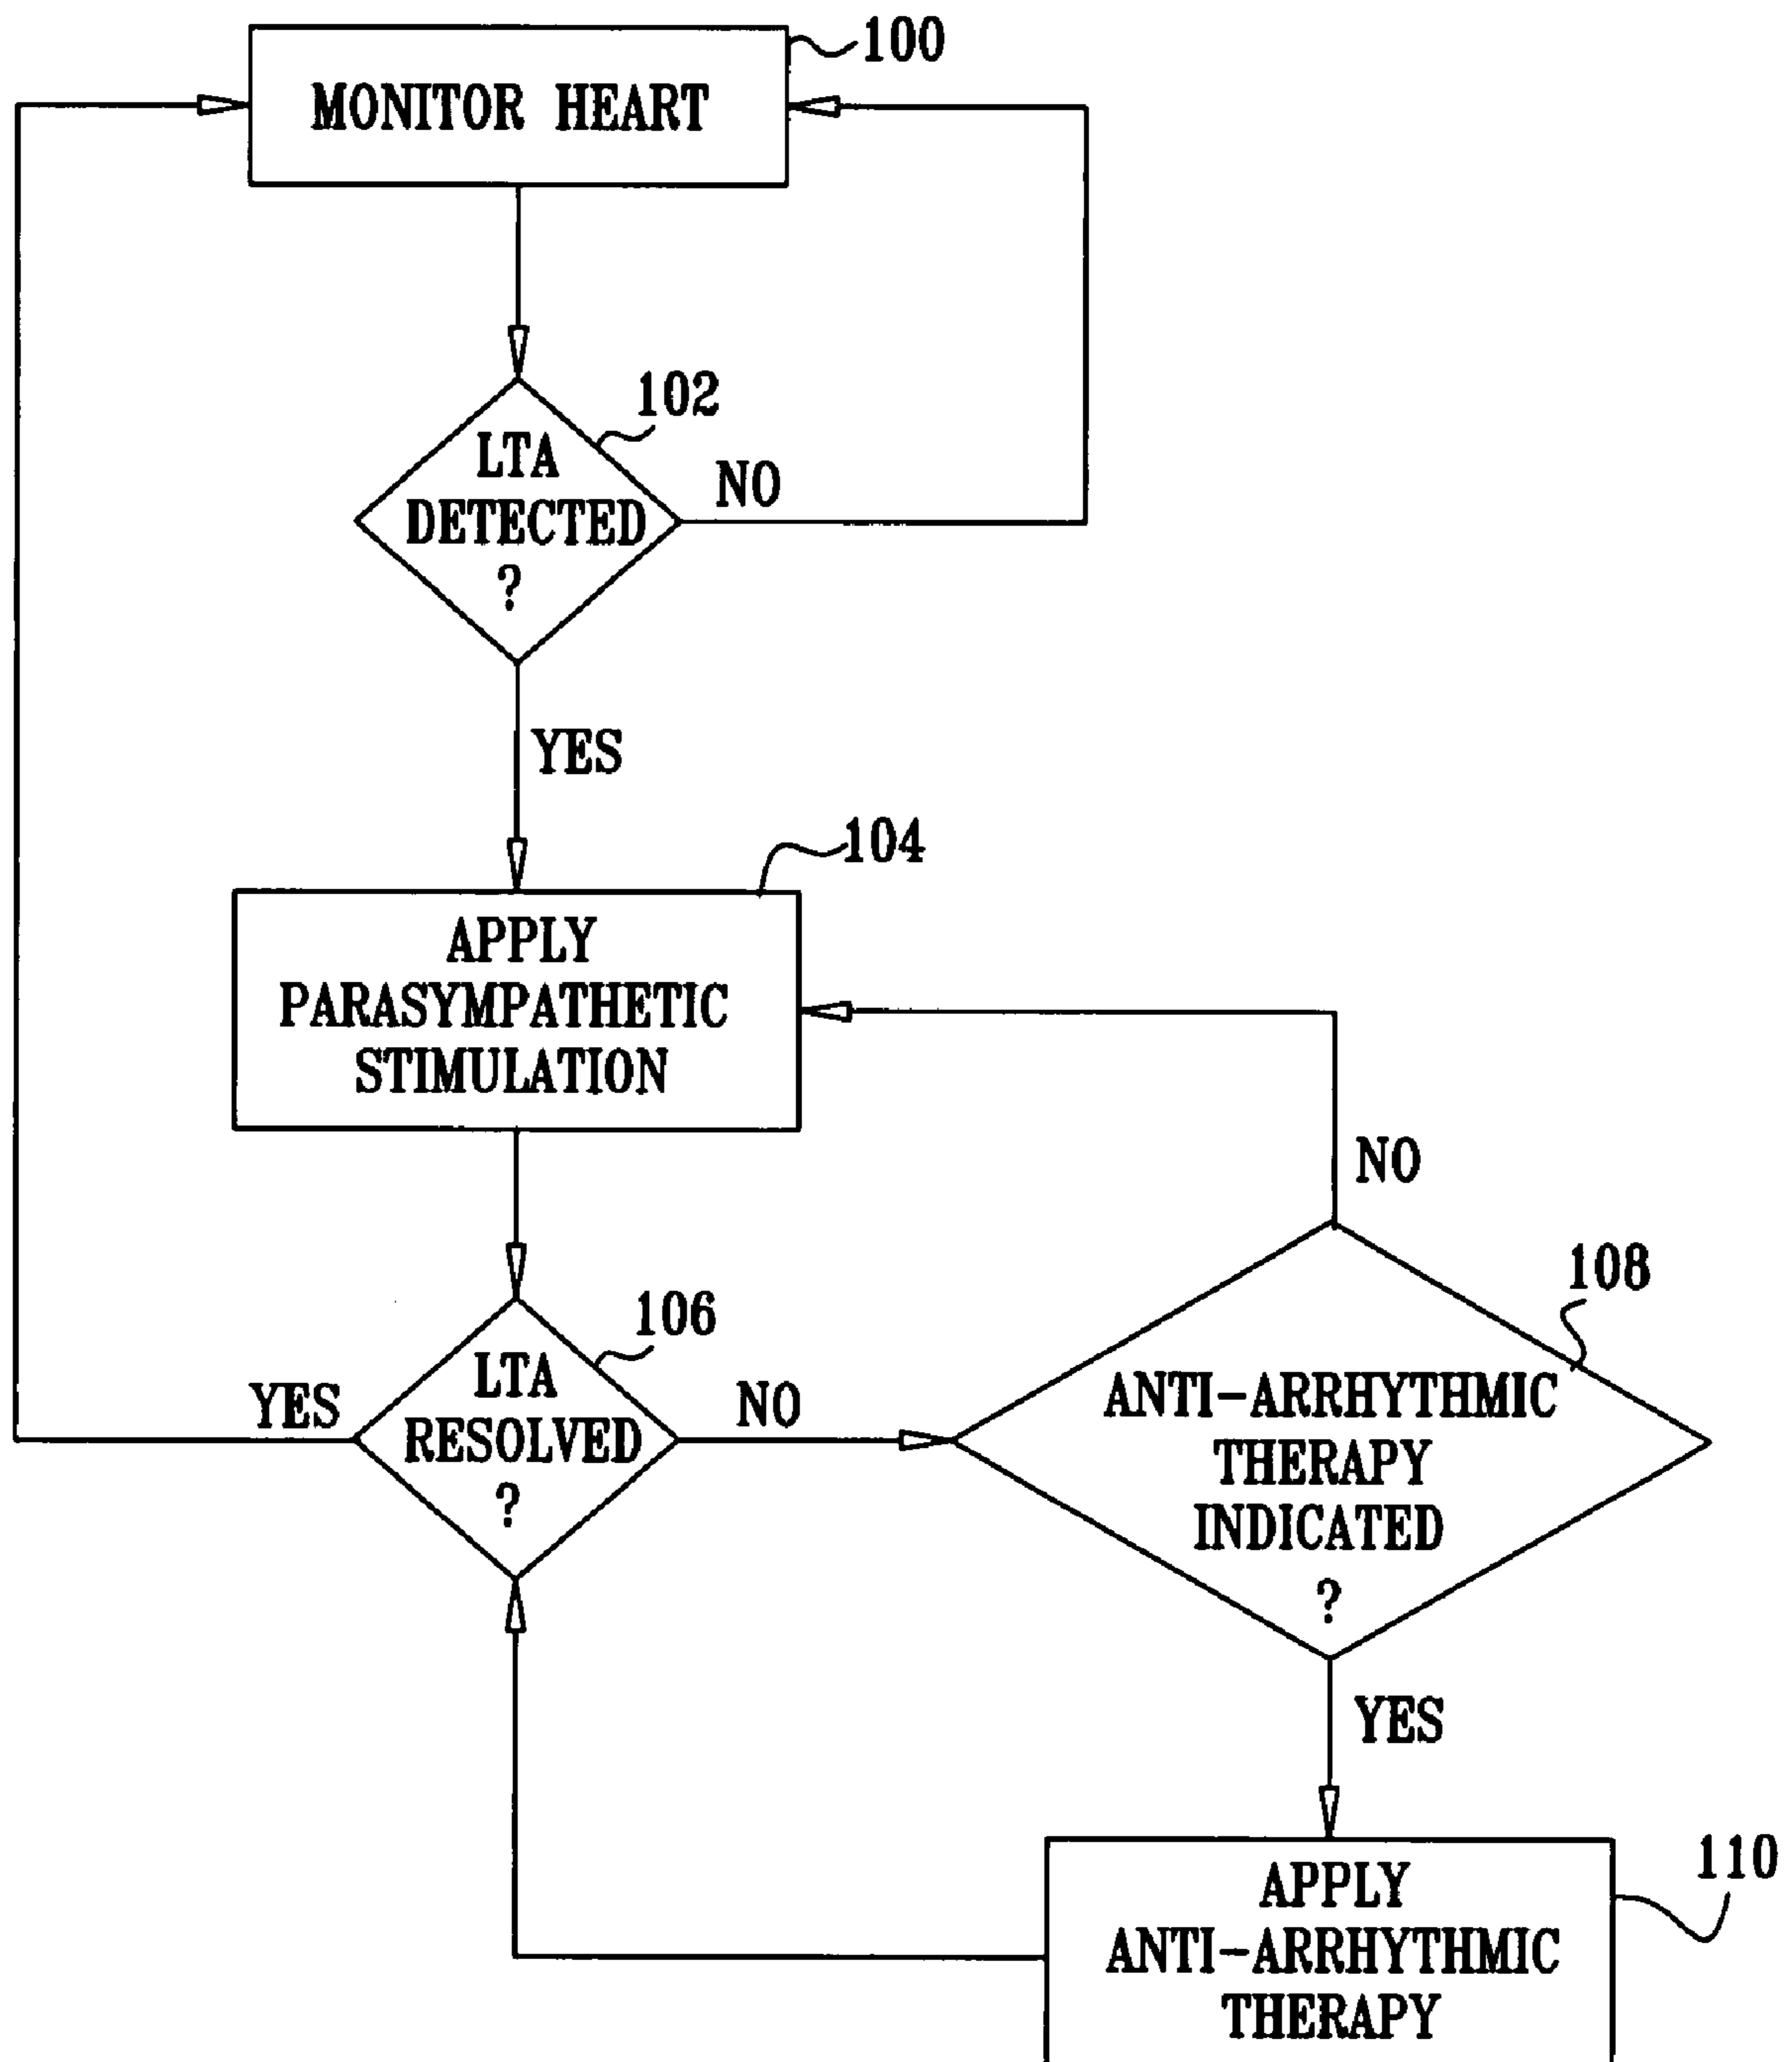 100
MONITOR HEART
102
LTA
DETECTED
?
NO
YES
104
APPLY
PARASYMPATHETIC
STIMULATION
NO
108
106
LTA
RESOLVED
?
YES
NO
ANTI-ARRHYTHMIC
THERAPY
INDICATED
?
YES
110
APPLY
ANTI-ARRHYTHMIC
THERAPY